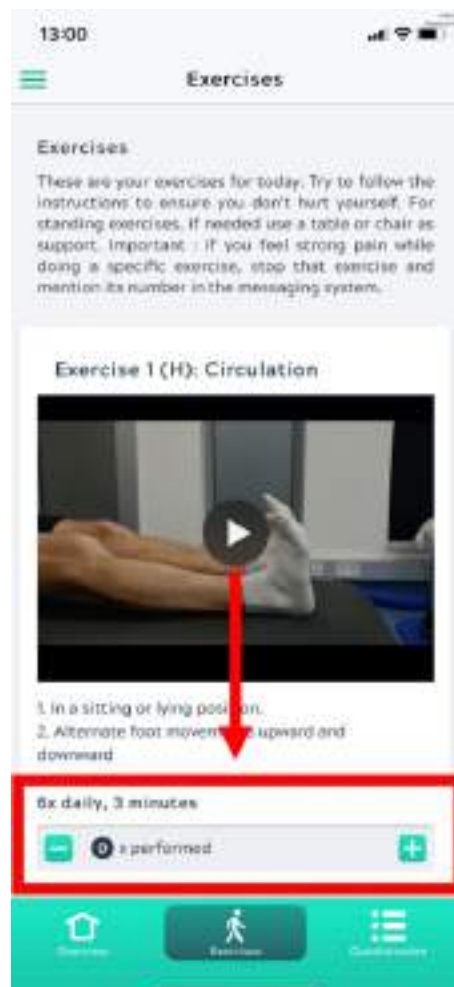 13:00
Exercises
Exercises
These are your exercises for today. Try to follow the
instructions to ensure you don't hurt yourself. For
standing exercises, if needed use a table or chair as
support. Important : if you feel strong pain while
doing a specific exercise, stop that exercise and
mention its number in the messaging system.
Exercise 1 (H): Circulation
1. In a sitting or lying position.
2. Alternate foot upward and
downward
6x daily, 3 minutes
0 x performed
Overview
Exercises
Questionnaires